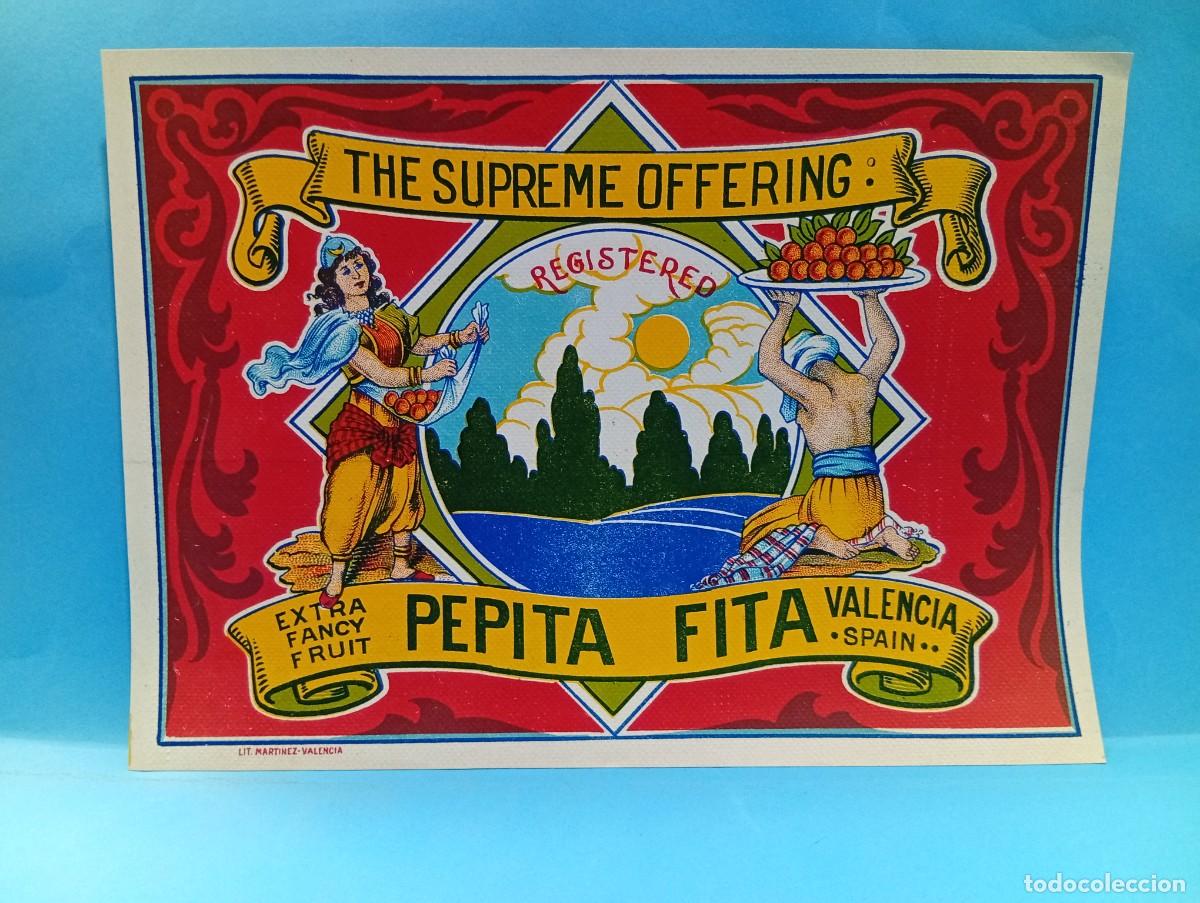 THE SUPREME OFFERING:
REGISTERED
EXTRA
FANCY
FRUIT
PEPITA FITA
VALENCIA
·SPAIN··
LIT. MARTINEZ-VALENCIA
todocoleccion